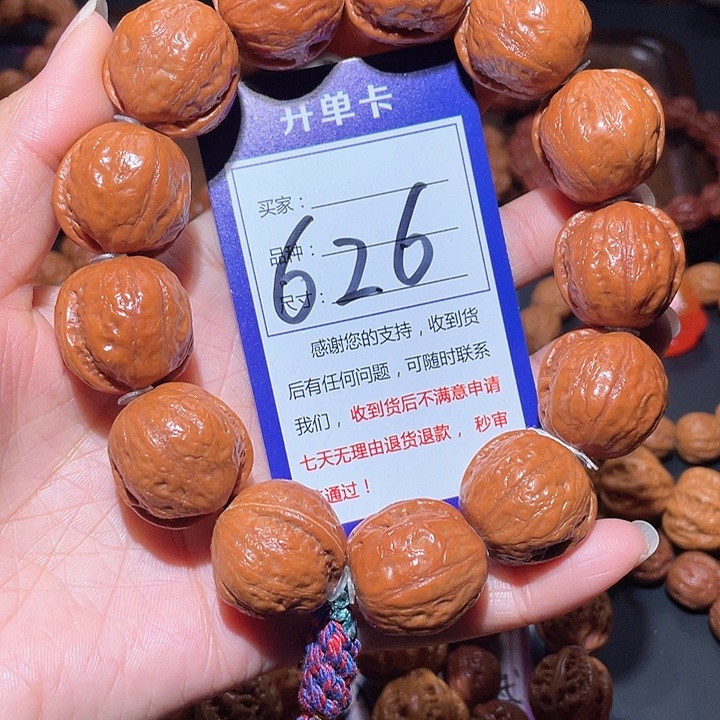 开单卡
买家：
品种：
626
尺寸：
感谢您的支持，收到货
后有任何问题，可随时联系
我们，收到货后不满意申请
七天无理由退货退款，秒审
通过！